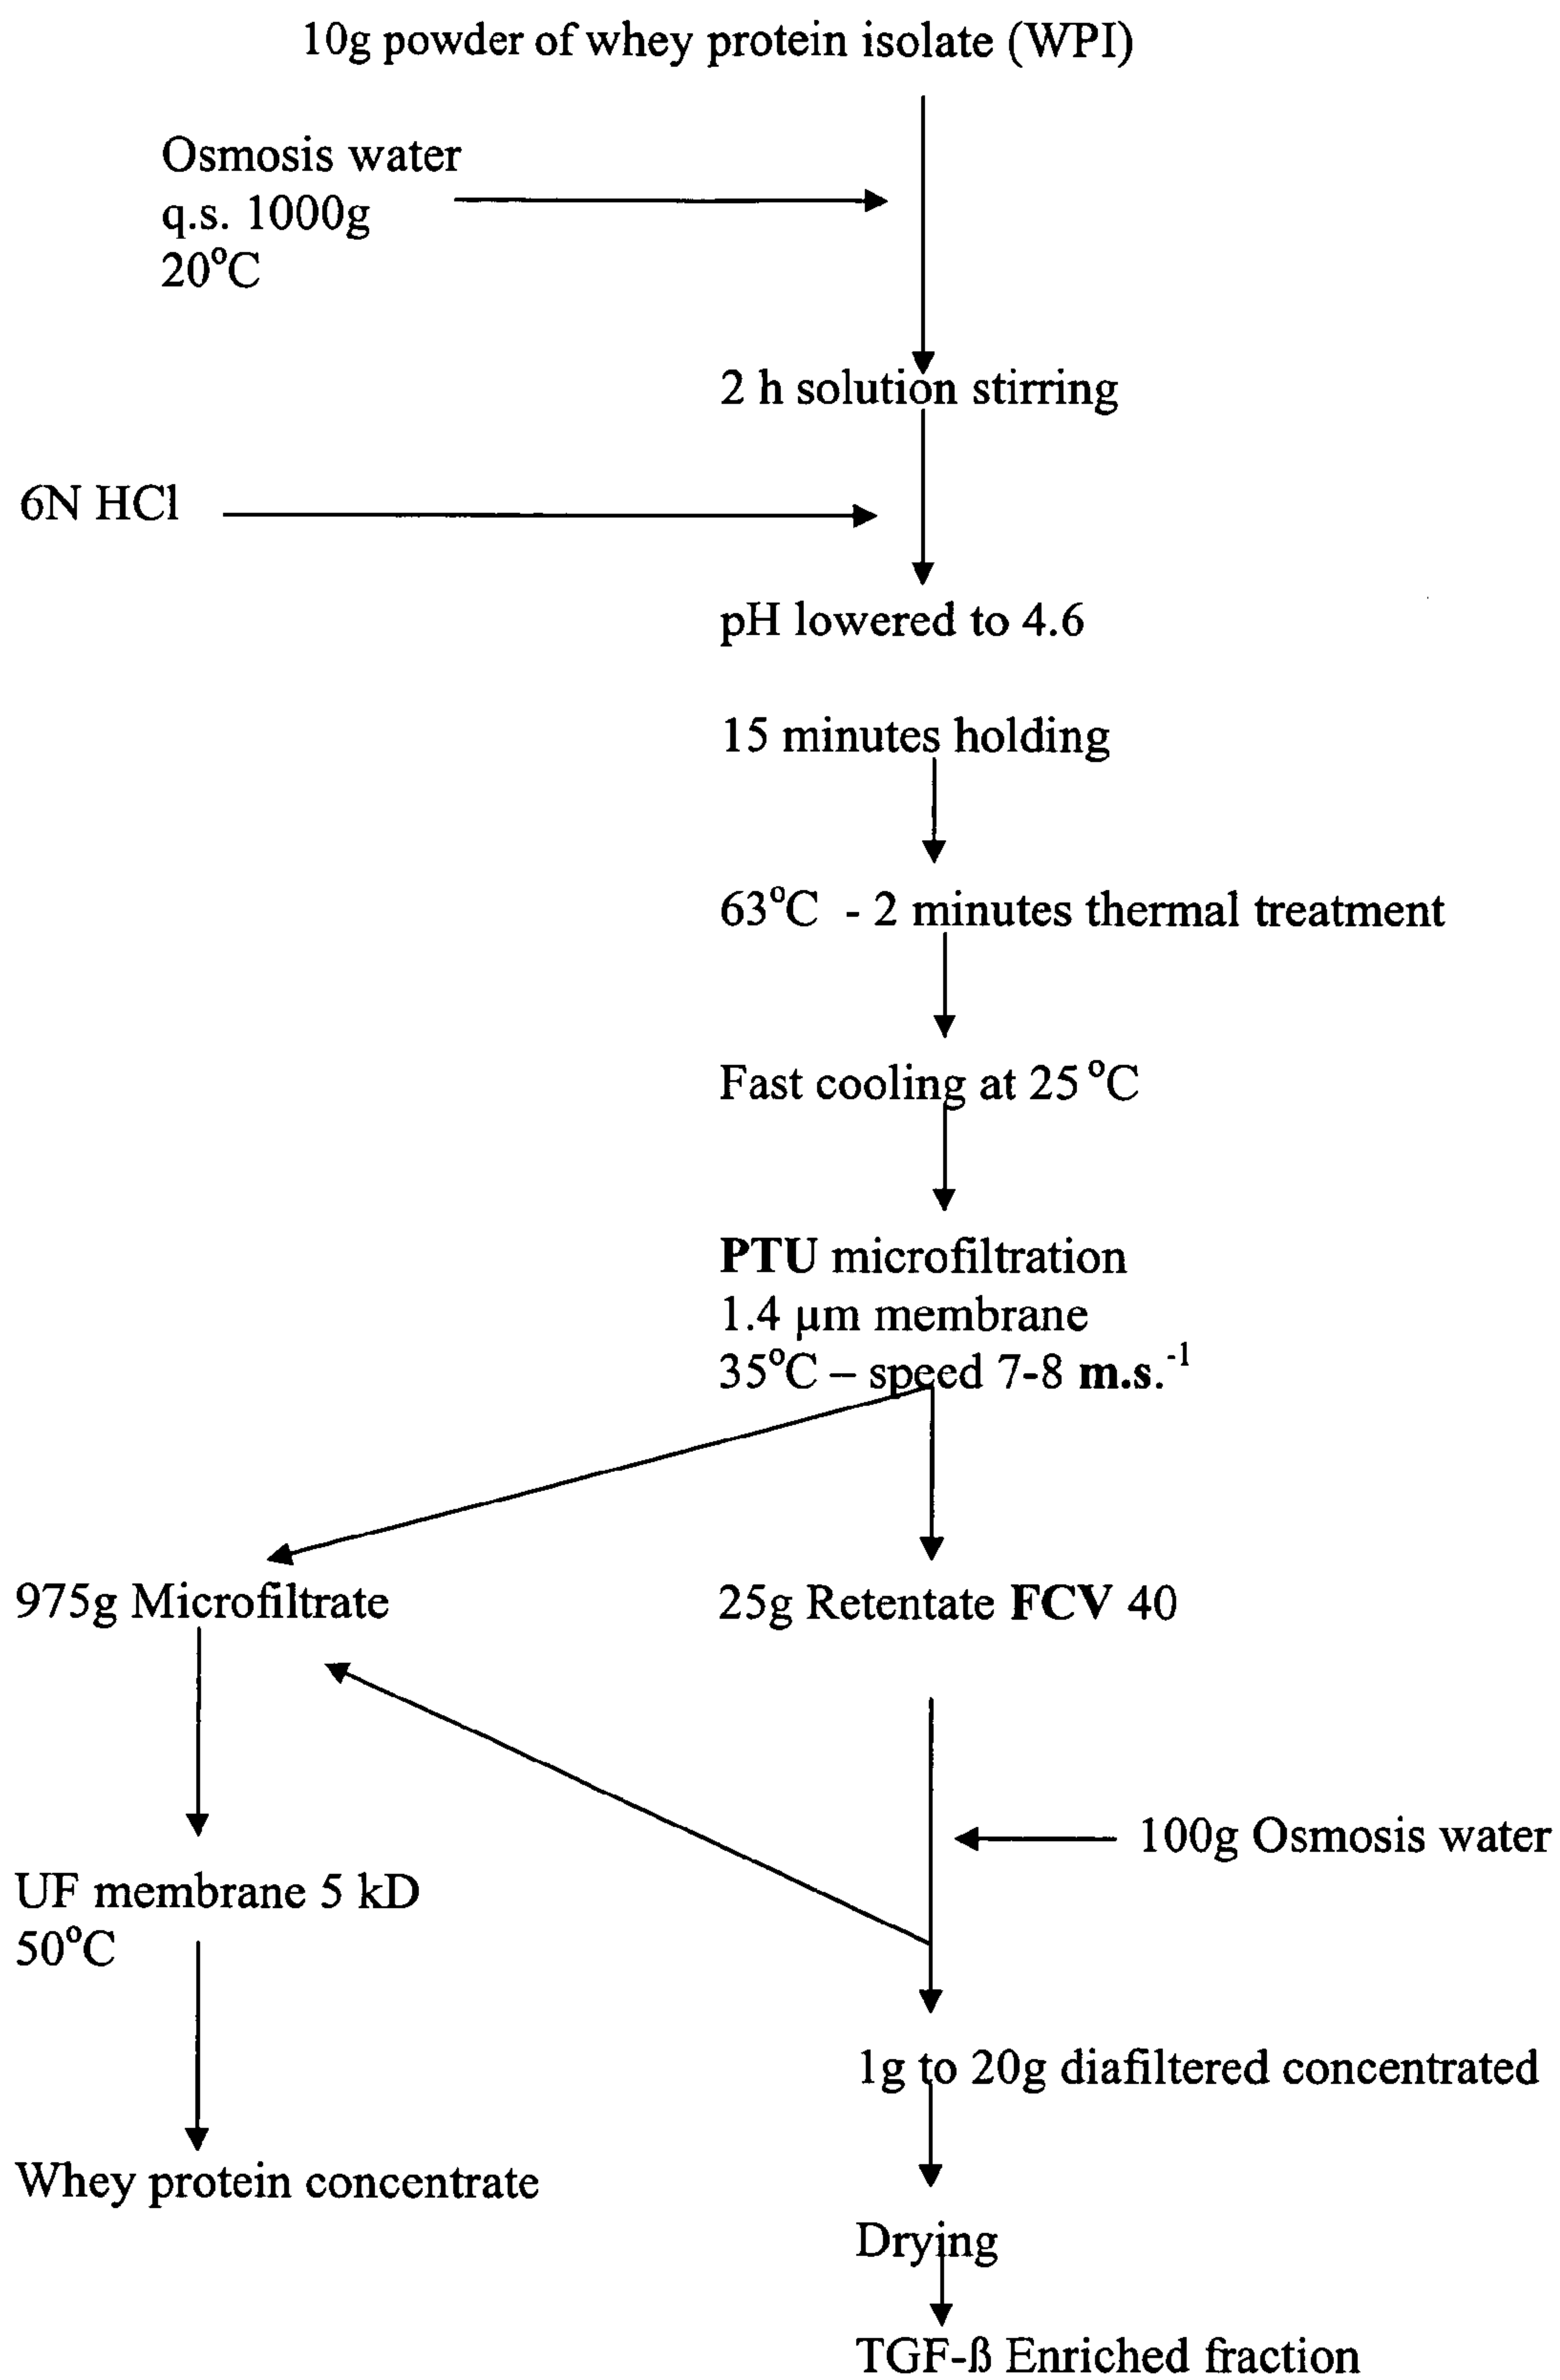 10g powder of whey protein isolate (WPI)
Osmosis water
q.s. 1000g
20°C
2 h solution stirring
6N HCl
pH lowered to 4.6
15 minutes holding
63°C - 2 minutes thermal treatment
Fast cooling at 25 °C
PTU microfiltration
1.4 µm membrane
35°C – speed 7-8 m.s.⁻¹
975g Microfiltrate
25g Retentate FCV 40
100g Osmosis water
UF membrane 5 kD
50°C
1g to 20g diafiltered concentrated
Whey protein concentrate
Drying
TGF-ß Enriched fraction